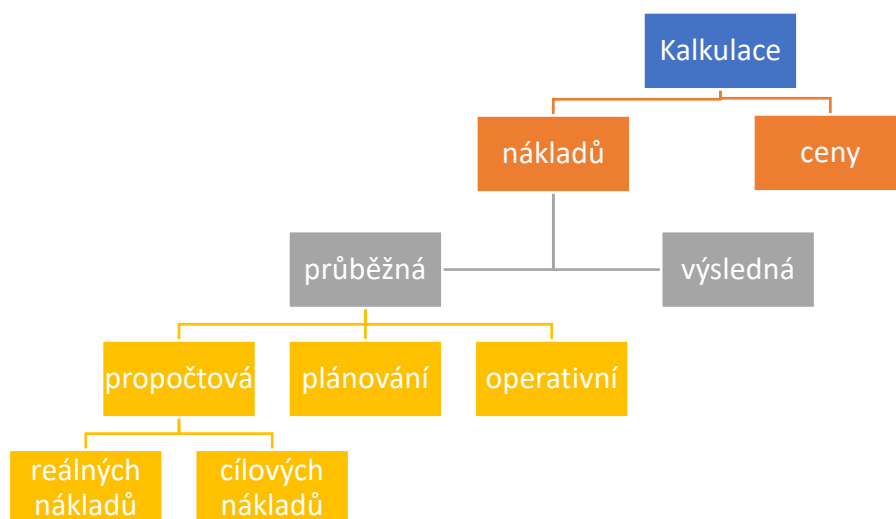 Kalkulace
nákladů
ceny
průběžná
výsledná
propočtová
plánování
operativní
reálných
nákladů
cílových
nákladů